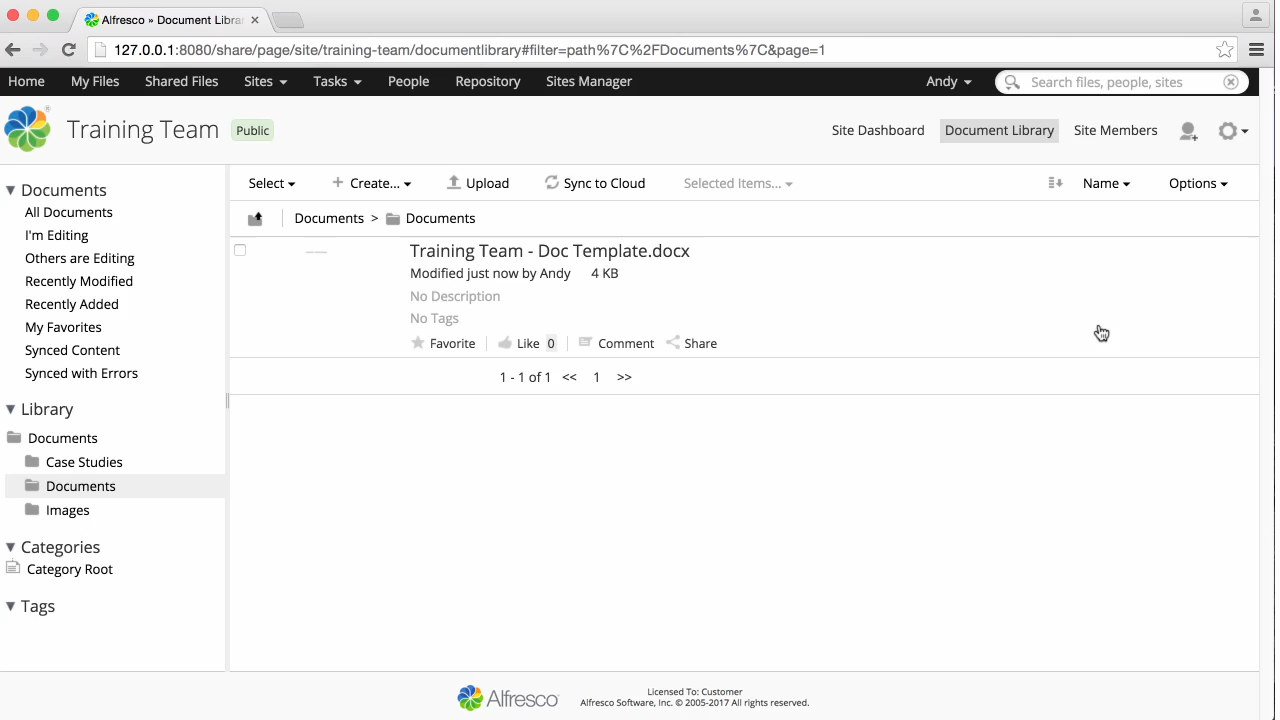 Alfresco » Document Libra
127.0.0.1:8080/share/page/site/training-team/documentlibrary#filter=path%7C%2FDocuments%7C&page=1
Home My Files Shared Files Sites Tasks People Repository Sites Manager Andy Search files, people, sites
Training Team Public Site Dashboard Document Library Site Members
Select + Create... Upload Sync to Cloud Selected Items... Name Options
Documents > Documents
Documents
All Documents
I'm Editing
Others are Editing
Recently Modified
Recently Added
My Favorites
Synced Content
Synced with Errors
Library
Documents
Case Studies
Documents
Images
Categories
Category Root
Tags
Training Team - Doc Template.docx
Modified just now by Andy 4 KB
No Description
No Tags
Favorite Like 0 Comment Share
1 - 1 of 1 << 1 >>
Alfresco
Licensed To: Customer
Alfresco Software, Inc. © 2005-2017 All rights reserved.